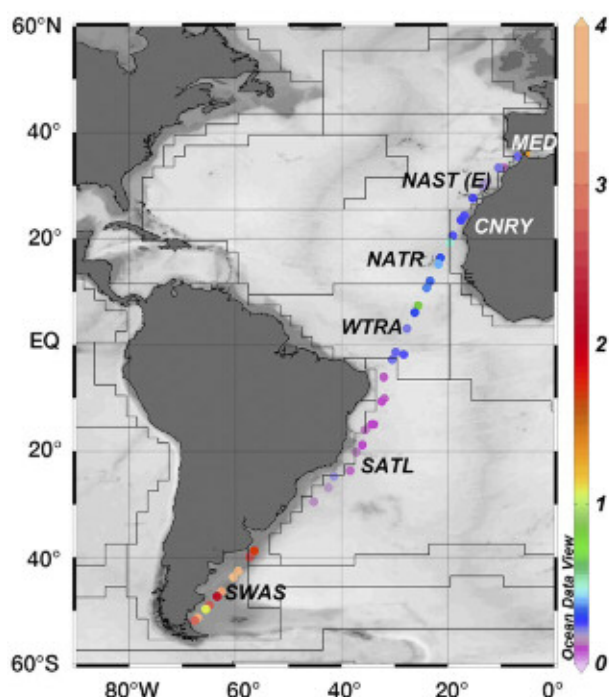 60°N
4
40°
MED
NAST (E)
CNRY
20°
NATR
2
WTRA
EQ
20°
SATL
1
40°
SWAS
Ocean Data View
60°S
0
80°W
60°
40°
20°
0°